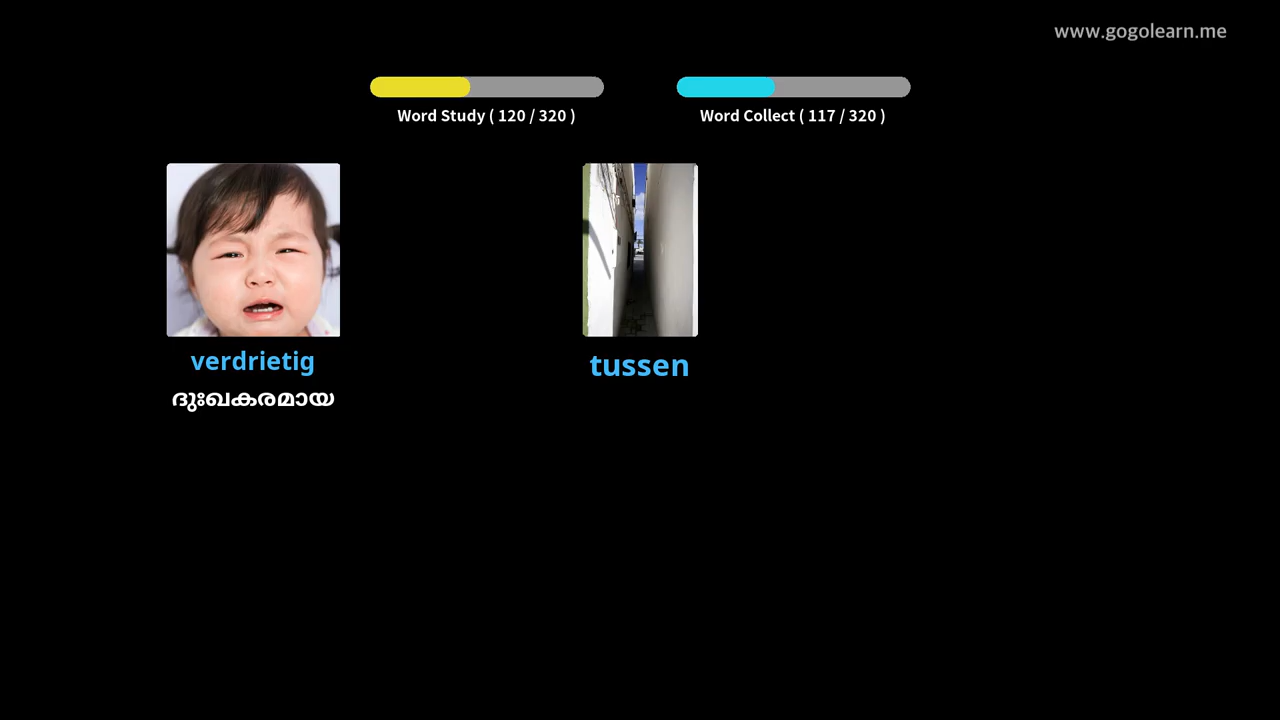 www.gogolearn.me
Word Study ( 120 / 320 )
Word Collect ( 117 / 320 )
verdrietig
ദുഃഖകരമായ
tussen